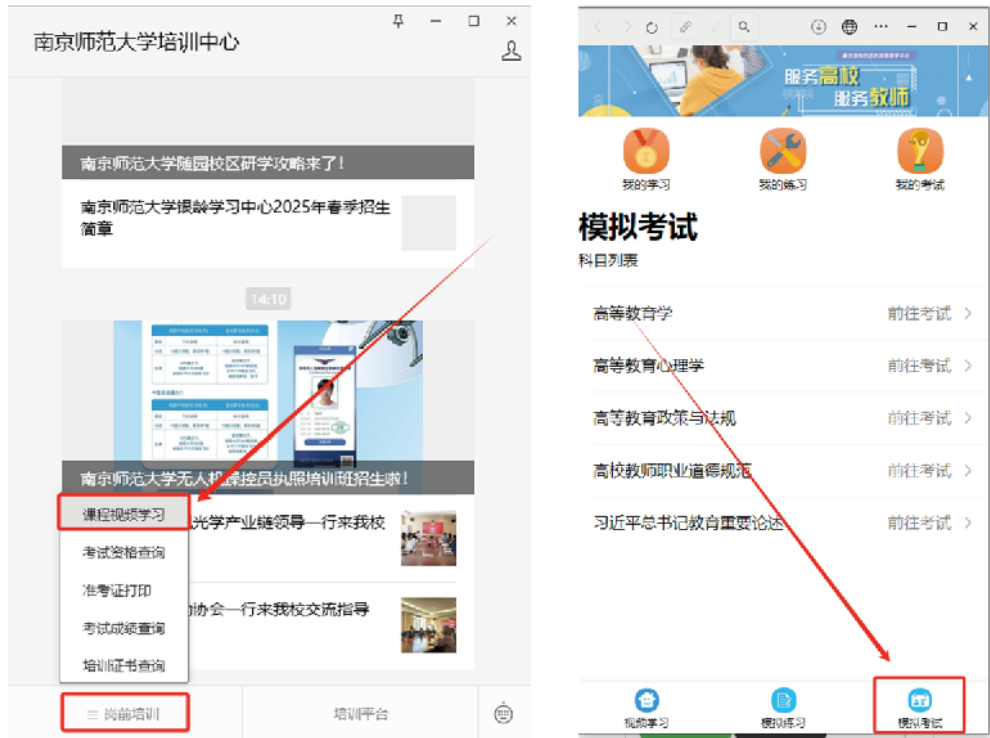 南京师范大学培训中心
南京师范大学随园校区研学攻略来了!
南京师范大学银龄学习中心2025年春季招生
简章
14:10
南京师范大学无人机操控员执照培训班招生啦!
光学产业链领导一行来我校
协会一行来我校交流指导
课程视频学习
考试资格查询
准考证打印
考试成绩查询
培训证书查询
岗前培训
培训平台
服务高校
服务教师
我的学习
我的练习
我的考试
模拟考试
科目列表
高等教育学 前往考试
高等教育心理学 前往考试
高等教育政策与法规 前往考试
高校教师职业道德规范 前往考试
习近平总书记教育重要论述 前往考试
视频学习
模拟练习
模拟考试